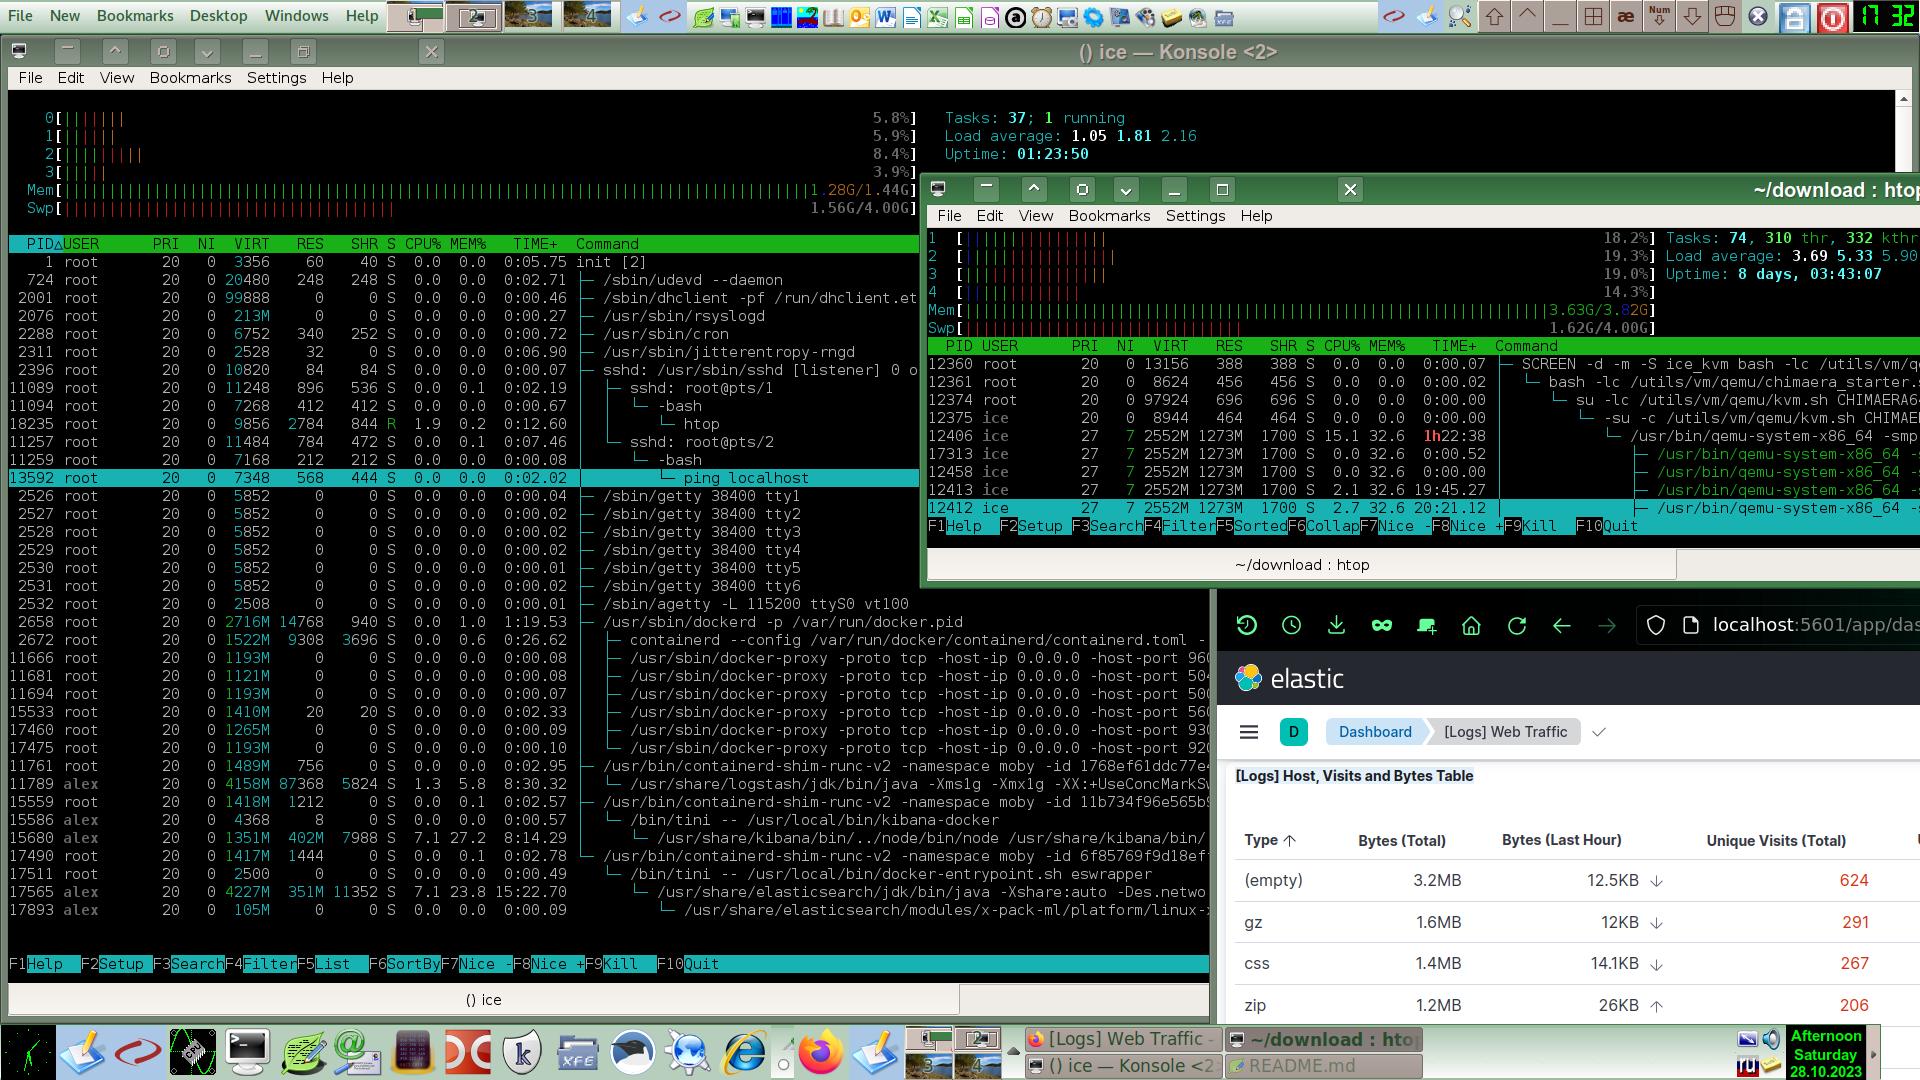 File New Bookmarks Desktop Windows Help
1 2 3 4
æ Num 17 32
() ice — Konsole <2>
File Edit View Bookmarks Settings Help
0[ 5.8%] Tasks: 37; 1 running
1[ 5.9%] Load average: 1.05 1.81 2.16
2[ 8.4%] Uptime: 01:23:50
3[ 3.9%]
Mem[ 1.28G/1.44G]
Swp[ 1.56G/4.00G]
PID△USER PRI NI VIRT RES SHR S CPU% MEM% TIME+ Command
1 root 20 0 3356 60 40 S 0.0 0.0 0:05.75 init [2]
724 root 20 0 20480 248 248 S 0.0 0.0 0:02.71 /sbin/udevd --daemon
2001 root 20 0 99888 0 0 S 0.0 0.0 0:00.46 /sbin/dhclient -pf /run/dhclient.et
2076 root 20 0 213M 0 0 S 0.0 0.0 0:00.27 /usr/sbin/rsyslogd
2288 root 20 0 6752 340 252 S 0.0 0.0 0:00.72 /usr/sbin/cron
2311 root 20 0 2528 32 0 S 0.0 0.0 0:06.90 /usr/sbin/jitterentropy-rngd
2396 root 20 0 10820 84 84 S 0.0 0.0 0:00.07 sshd: /usr/sbin/sshd [listener] 0 o
11089 root 20 0 11248 896 536 S 0.0 0.1 0:02.19 sshd: root@pts/1
11094 root 20 0 7268 412 412 S 0.0 0.0 0:00.67 -bash
18235 root 20 0 9856 2784 844 R 1.9 0.2 0:12.60 htop
11257 root 20 0 11484 784 472 S 0.0 0.1 0:07.46 sshd: root@pts/2
11259 root 20 0 7168 212 212 S 0.0 0.0 0:00.08 -bash
13592 root 20 0 7348 568 444 S 0.0 0.0 0:02.02 ping localhost
2526 root 20 0 5852 0 0 S 0.0 0.0 0:00.04 /sbin/getty 38400 tty1
2527 root 20 0 5852 0 0 S 0.0 0.0 0:00.02 /sbin/getty 38400 tty2
2528 root 20 0 5852 0 0 S 0.0 0.0 0:00.02 /sbin/getty 38400 tty3
2529 root 20 0 5852 0 0 S 0.0 0.0 0:00.02 /sbin/getty 38400 tty4
2530 root 20 0 5852 0 0 S 0.0 0.0 0:00.01 /sbin/getty 38400 tty5
2531 root 20 0 5852 0 0 S 0.0 0.0 0:00.02 /sbin/getty 38400 tty6
2532 root 20 0 2508 0 0 S 0.0 0.0 0:00.01 /sbin/agetty -L 115200 ttyS0 vt100
2658 root 20 0 2716M 14768 940 S 0.0 1.0 1:19.53 /usr/sbin/dockerd -p /var/run/docker.pid
2672 root 20 0 1522M 9308 3696 S 0.0 0.6 0:26.62 containerd --config /var/run/docker/containerd/containerd.toml -
11666 root 20 0 1193M 0 0 S 0.0 0.0 0:00.08 /usr/sbin/docker-proxy -proto tcp -host-ip 0.0.0.0 -host-port 960
11681 root 20 0 1121M 0 0 S 0.0 0.0 0:00.08 /usr/sbin/docker-proxy -proto tcp -host-ip 0.0.0.0 -host-port 504
11694 root 20 0 1193M 0 0 S 0.0 0.0 0:00.07 /usr/sbin/docker-proxy -proto tcp -host-ip 0.0.0.0 -host-port 500
15533 root 20 0 1410M 20 20 S 0.0 0.0 0:02.33 /usr/sbin/docker-proxy -proto tcp -host-ip 0.0.0.0 -host-port 560
17460 root 20 0 1265M 0 0 S 0.0 0.0 0:00.09 /usr/sbin/docker-proxy -proto tcp -host-ip 0.0.0.0 -host-port 930
17475 root 20 0 1193M 0 0 S 0.0 0.0 0:00.10 /usr/sbin/docker-proxy -proto tcp -host-ip 0.0.0.0 -host-port 920
11761 root 20 0 1489M 756 0 S 0.0 0.0 0:02.95 /usr/bin/containerd-shim-runc-v2 -namespace moby -id 1768ef61ddc77e4
11789 alex 20 0 4158M 87368 5824 S 1.3 5.8 8:30.32 /usr/share/logstash/jdk/bin/java -Xms1g -Xmx1g -XX:+UseConcMarkSw
15559 root 20 0 1418M 1212 0 S 0.0 0.1 0:02.57 /usr/bin/containerd-shim-runc-v2 -namespace moby -id 11b734f96e565b9
15586 alex 20 0 4368 8 0 S 0.0 0.0 0:00.57 /bin/tini -- /usr/local/bin/kibana-docker
15680 alex 20 0 1351M 402M 7988 S 7.1 27.2 8:14.29 /usr/share/kibana/bin/../node/bin/node /usr/share/kibana/bin/
17490 root 20 0 1417M 1444 0 S 0.0 0.1 0:02.78 /usr/bin/containerd-shim-runc-v2 -namespace moby -id 6f85769f9d18ef
17511 root 20 0 2500 0 0 S 0.0 0.0 0:00.49 /bin/tini -- /usr/local/bin/docker-entrypoint.sh eswrapper
17565 alex 20 0 4227M 351M 11352 S 7.1 23.8 15:22.70 /usr/share/elasticsearch/jdk/bin/java -Xshare:auto -Des.netwo
17893 alex 20 0 105M 0 0 S 0.0 0.0 0:00.09 /usr/share/elasticsearch/modules/x-pack-ml/platform/linux-x
F1Help F2Setup F3SearchF4FilterF5List F6SortByF7Nice -F8Nice +F9Kill F10Quit
() ice
~/download : htop
File Edit View Bookmarks Settings Help
1 [ 18.2%] Tasks: 74, 310 thr, 332 kthr
2 [ 19.3%] Load average: 3.69 5.33 5.90
3 [ 19.0%] Uptime: 8 days, 03:43:07
4 [ 14.3%]
Mem[ 3.63G/3.82G]
Swp[ 1.62G/4.00G]
PID USER PRI NI VIRT RES SHR S CPU% MEM% TIME+ Command
12360 root 20 0 13156 388 388 S 0.0 0.0 0:00.07 SCREEN -d -m -S ice_kvm bash -lc /utils/vm/q
12361 root 20 0 8624 456 456 S 0.0 0.0 0:00.02 bash -lc /utils/vm/qemu/chimaera_starter.s
12374 root 20 0 97924 696 696 S 0.0 0.0 0:00.00 su -lc /utils/vm/qemu/kvm.sh CHIMAERA64
12375 ice 20 0 8944 464 464 S 0.0 0.0 0:00.00 -su -c /utils/vm/qemu/kvm.sh CHIMAER
12406 ice 27 7 2552M 1273M 1700 S 15.1 32.6 1h22:38 /usr/bin/qemu-system-x86_64 -smp
17313 ice 27 7 2552M 1273M 1700 S 0.0 32.6 0:00.52 /usr/bin/qemu-system-x86_64 -s
12458 ice 27 7 2552M 1273M 1700 S 0.0 32.6 0:00.00 /usr/bin/qemu-system-x86_64 -s
12413 ice 27 7 2552M 1273M 1700 S 2.1 32.6 19:45.27 /usr/bin/qemu-system-x86_64 -s
12412 ice 27 7 2552M 1273M 1700 S 2.7 32.6 20:21.12 /usr/bin/qemu-system-x86_64 -s
F1Help F2Setup F3SearchF4FilterF5SortedF6CollapF7Nice -F8Nice +F9Kill F10Quit
~/download : htop
localhost:5601/app/das
elastic
D Dashboard [Logs] Web Traffic
[Logs] Host, Visits and Bytes Table
Type ↑ Bytes (Total) Bytes (Last Hour) Unique Visits (Total) U
(empty) 3.2MB 12.5KB ↓ 624
gz 1.6MB 12KB ↓ 291
css 1.4MB 14.1KB ↓ 267
zip 1.2MB 26KB ↑ 206
CPU XFE 1 2 3 4
[Logs] Web Traffic - ~/download : htop
() ice — Konsole <2 README.md
ru
Afternoon
Saturday
28.10.2023